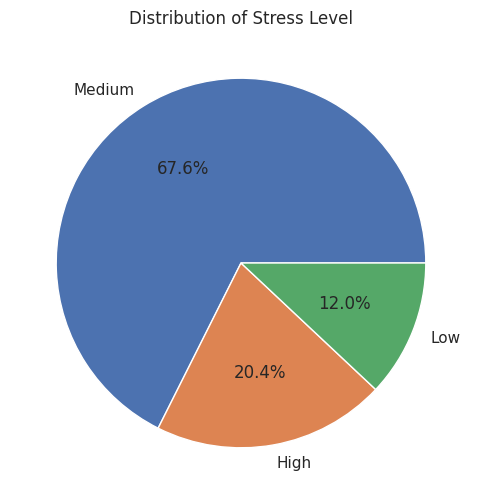 Distribution of Stress Level
Medium
67.6%
12.0%
Low
20.4%
High